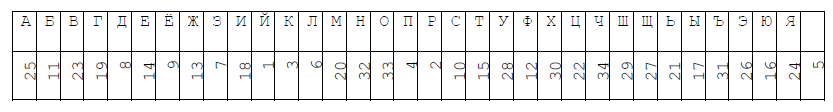 А Б В Г Д Е Ё Ж З И Й К Л М Н О П Р С Т У Ф Х Ц Ч Ш Щ Ь Ы Ъ Э Ю Я
25 11 23 19 8 14 9 13 7 18 1 3 6 20 32 33 4 2 10 15 28 12 30 22 34 29 27 21 17 31 26 16 24 5